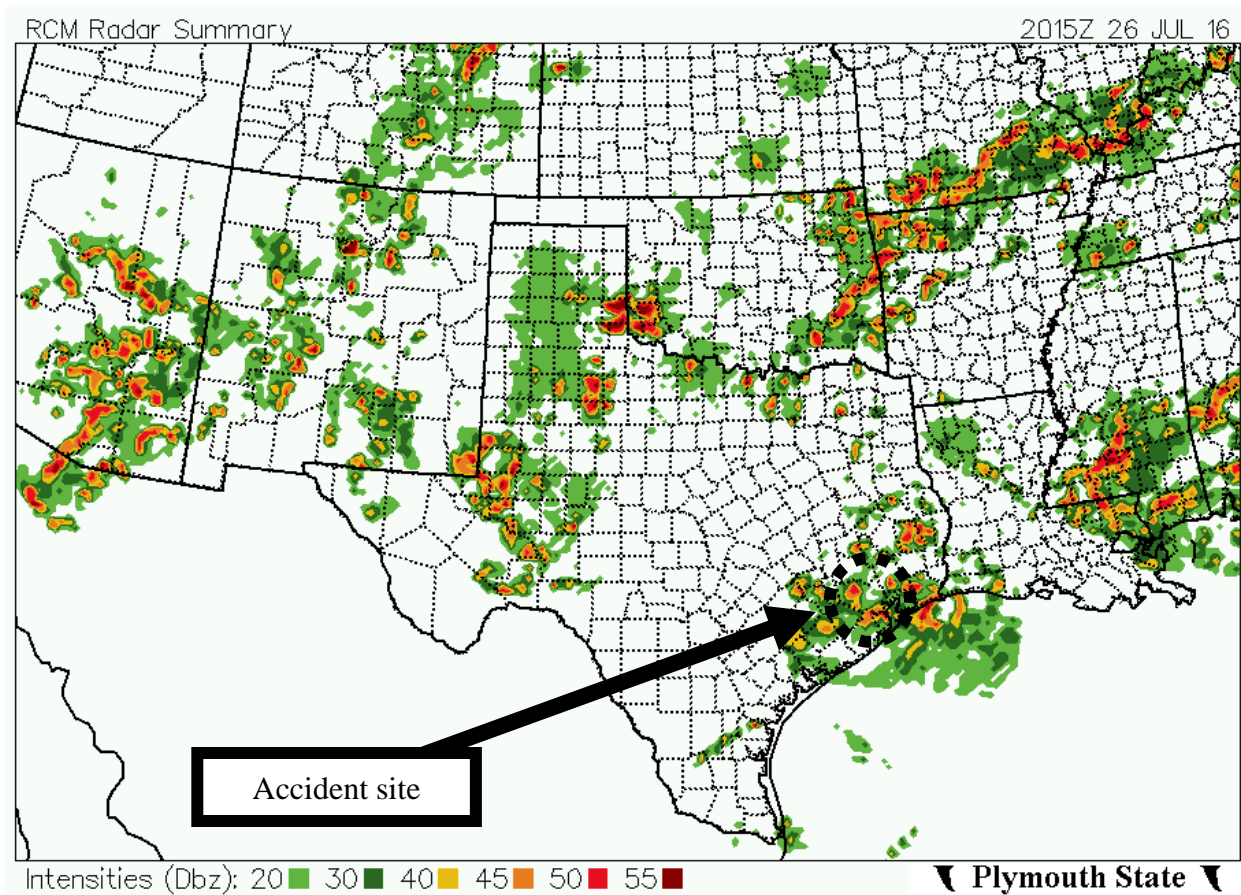 RCM Radar Summary 2015Z 26 JUL 16
Accident site
Intensities (Dbz): 20 30 40 45 50 55 Plymouth State